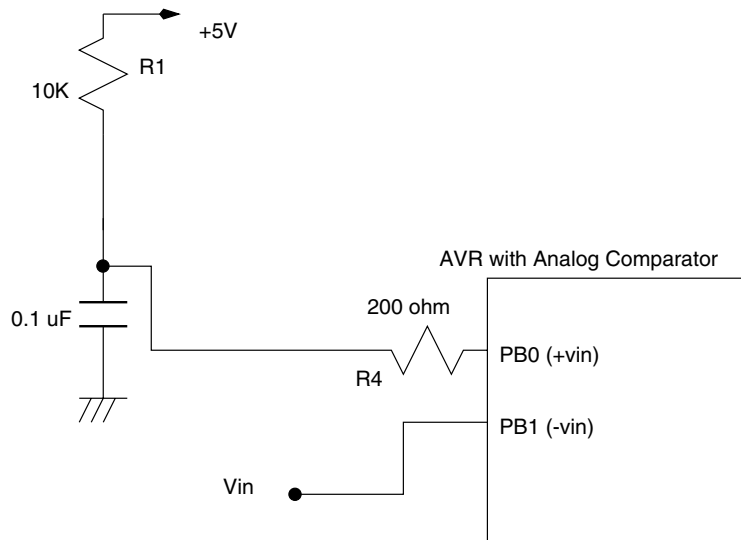 +5V
R1
10K
AVR with Analog Comparator
0.1 uF
200 ohm
R4
PB0 (+vin)
PB1 (-vin)
Vin